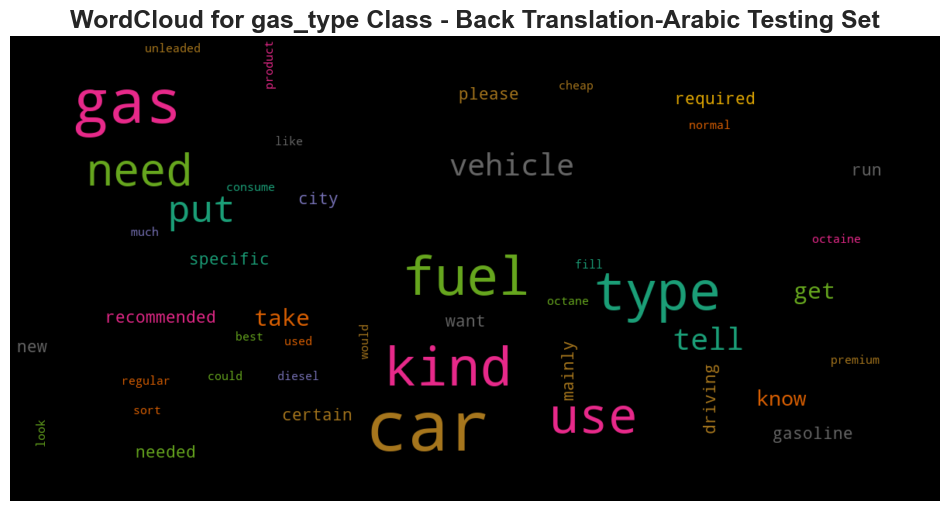 WordCloud for gas_type Class - Back Translation-Arabic Testing Set
unleaded
product
gas
please
cheap
required
normal
like
need
vehicle
run
consume
city
put
much
octaine
specific
fuel
fill
type
get
octane
recommended
take
want
tell
best
used
would
new
kind
mainly
premium
regular
could
diesel
driving
know
sort
certain
car
use
gasoline
look
needed